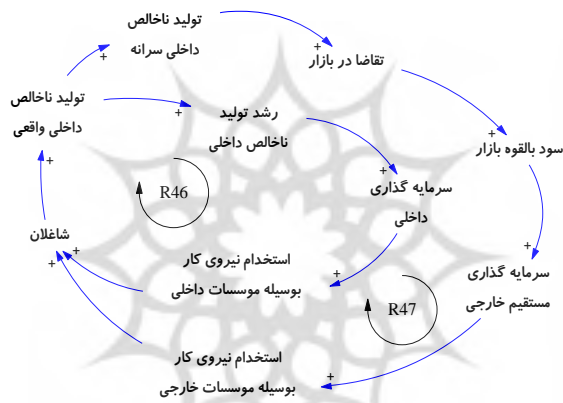 تولید ناخالص
داخلی سرانه
+
+
تقاضا در بازار
تولید ناخالص
داخلی واقعی
+
رشد تولید
ناخالص داخلی
+
سود بالقوه بازار
+
+
R46
سرمایه گذاری
داخلی
شاغلان
+
+
استخدام نیروی کار
بوسیله موسسات داخلی
+
+
سرمایه گذاری
مستقیم خارجی
R47
استخدام نیروی کار
بوسیله موسسات خارجی
+